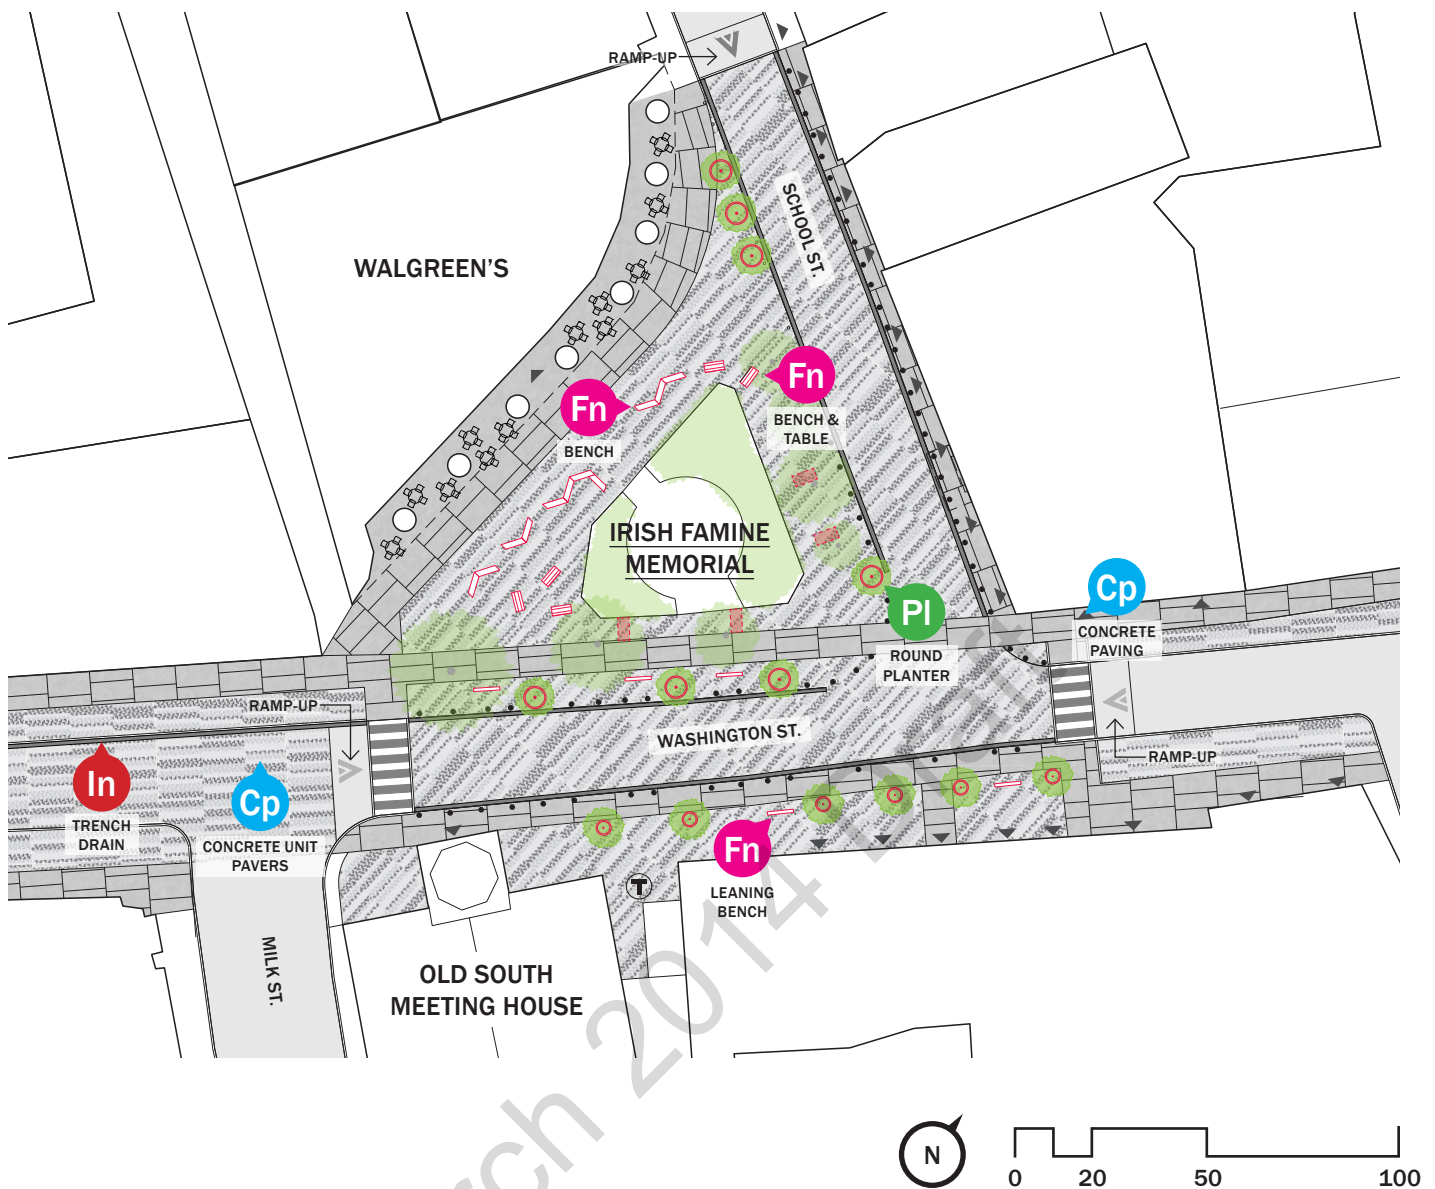 RAMP-UP
SCHOOL ST.
WALGREEN'S
Fn
BENCH &
TABLE
Fn
BENCH
IRISH FAMINE
MEMORIAL
Cp
CONCRETE
PAVING
Pl
ROUND
PLANTER
RAMP-UP
WASHINGTON ST.
RAMP-UP
In
TRENCH
DRAIN
Cp
CONCRETE UNIT
PAVERS
Fn
LEANING
BENCH
T
MILK ST.
OLD SOUTH
MEETING HOUSE
rch 2014 Draft
N
0 20 50 100